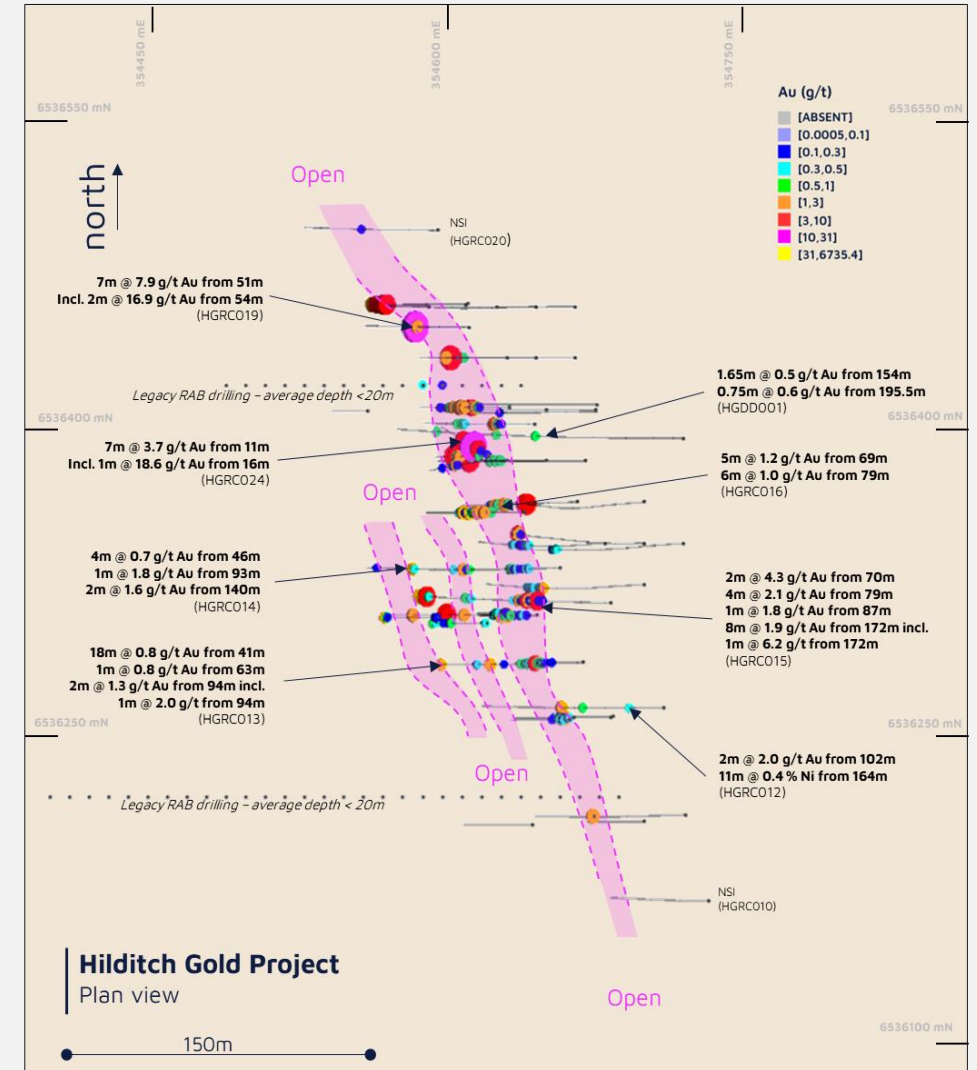 354450 mE
354600 mE
354750 mE
6536550 mN
6536550 mN
Au (g/t)
[ABSENT]
[0.0005,0.1]
[0.1,0.3]
[0.3,0.5]
[0.5,1]
[1,3]
[3,10]
[10,31]
[31,6735.4]
north
Open
NSI
(HGRC020)
7m @ 7.9 g/t Au from 51m
Incl. 2m @ 16.9 g/t Au from 54m
(HGRC019)
Legacy RAB drilling – average depth <20m
1.65m @ 0.5 g/t Au from 154m
0.75m @ 0.6 g/t Au from 195.5m
(HGDD001)
6536400 mN
6536400 mN
7m @ 3.7 g/t Au from 11m
Incl. 1m @ 18.6 g/t Au from 16m
(HGRC024)
5m @ 1.2 g/t Au from 69m
6m @ 1.0 g/t Au from 79m
(HGRC016)
Open
4m @ 0.7 g/t Au from 46m
1m @ 1.8 g/t Au from 93m
2m @ 1.6 g/t Au from 140m
(HGRC014)
2m @ 4.3 g/t Au from 70m
4m @ 2.1 g/t Au from 79m
1m @ 1.8 g/t Au from 87m
8m @ 1.9 g/t Au from 172m incl.
1m @ 6.2 g/t from 172m
(HGRC015)
18m @ 0.8 g/t Au from 41m
1m @ 0.8 g/t Au from 63m
2m @ 1.3 g/t Au from 94m incl.
1m @ 2.0 g/t from 94m
(HGRC013)
6536250 mN
6536250 mN
2m @ 2.0 g/t Au from 102m
11m @ 0.4 % Ni from 164m
(HGRC012)
Open
Legacy RAB drilling – average depth < 20m
NSI
(HGRC010)
Hilditch Gold Project
Plan view
Open
6536100 mN
150m